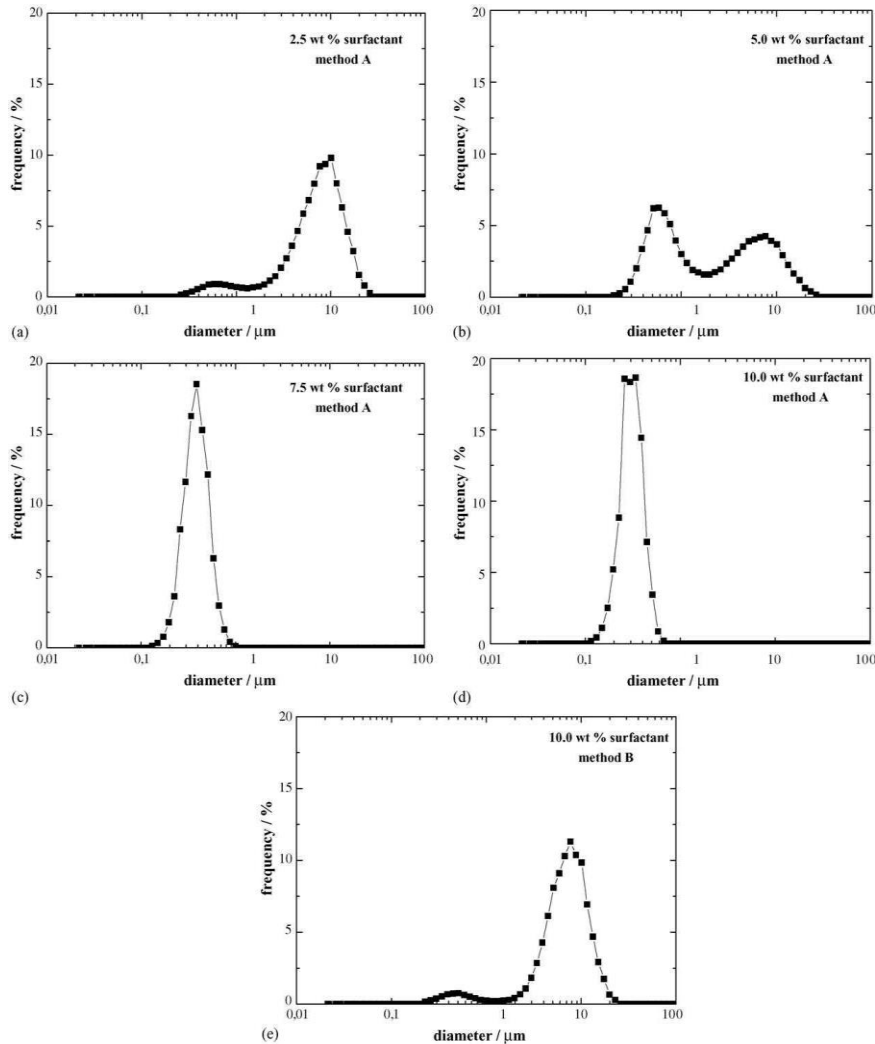 20
15
10
5
0
0,01
0,1
1
10
100
frequency / %
diameter / μm
2.5 wt % surfactant
method A
(a)
20
15
10
5
0
0,01
0,1
1
10
100
frequency / %
diameter / μm
5.0 wt % surfactant
method A
(b)
20
15
10
5
0
0,01
0,1
1
10
100
frequency / %
diameter / μm
7.5 wt % surfactant
method A
(c)
20
15
10
5
0
0,01
0,1
1
10
100
frequency / %
diameter / μm
10.0 wt % surfactant
method A
(d)
20
15
10
5
0
0,01
0,1
1
10
100
frequency / %
diameter / μm
10.0 wt % surfactant
method B
(e)